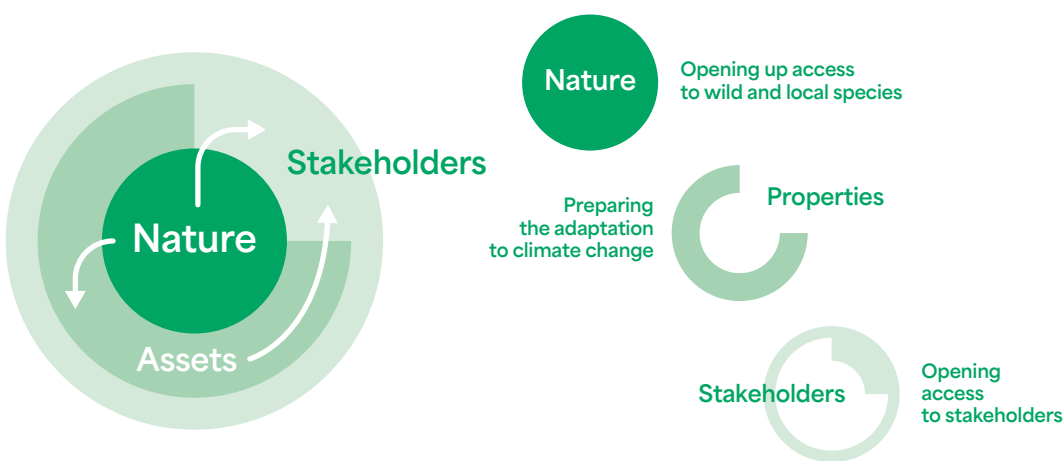 Stakeholders
Nature
Assets
Nature
Opening up access
to wild and local species
Preparing
the adaptation
to climate change
Properties
Stakeholders
Opening
access
to stakeholders